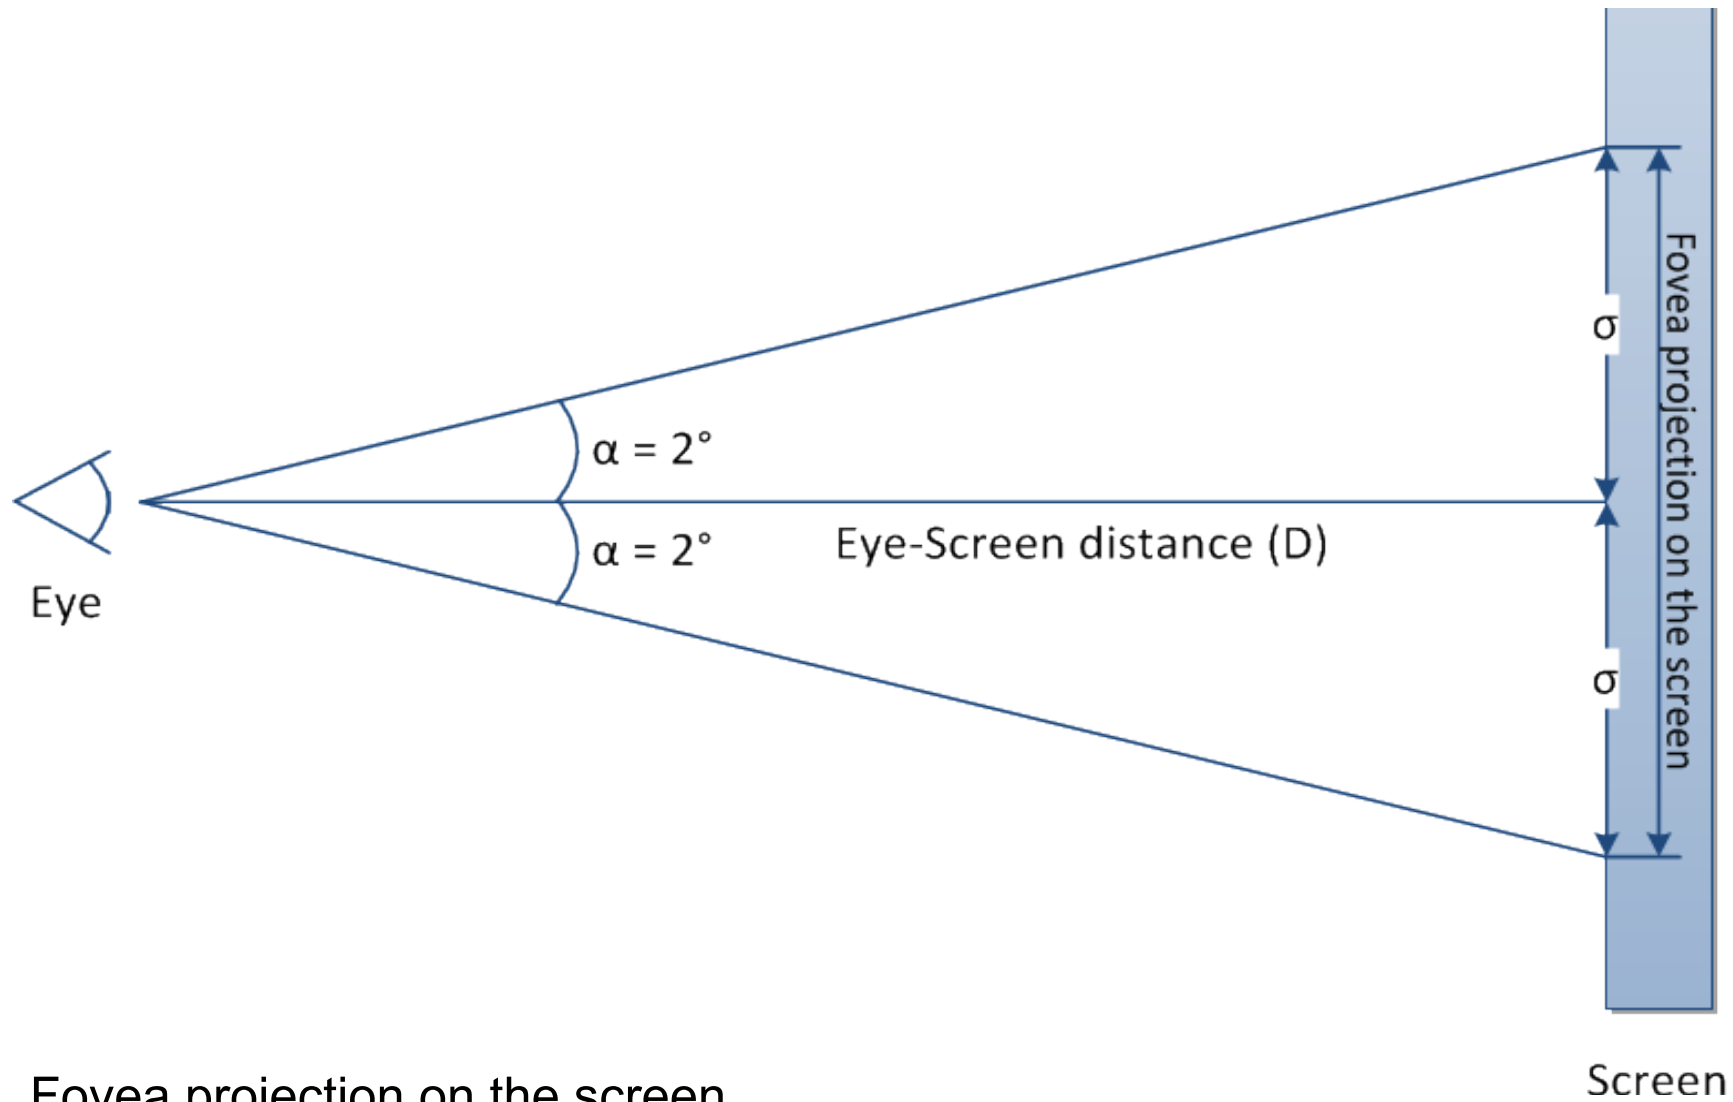 σ
Fovea projection on the screen
α = 2°
Eye-Screen distance (D)
α = 2°
Eye
σ
Screen
Fovea projection on the screen